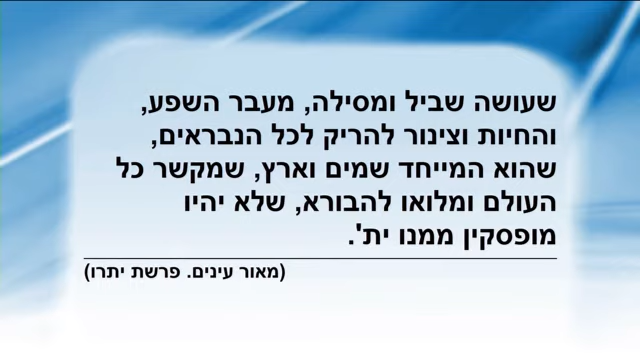 שעושה שביל ומסילה, מעבר השפע,
והחיות וצינור להריק לכל הנבראים,
שהוא המייחד שמים וארץ, שמקשר כל
העולם ומלואו להבורא, שלא יהיו
מופסקין ממנו ית'.
(מאור עינים. פרשת יתרו)